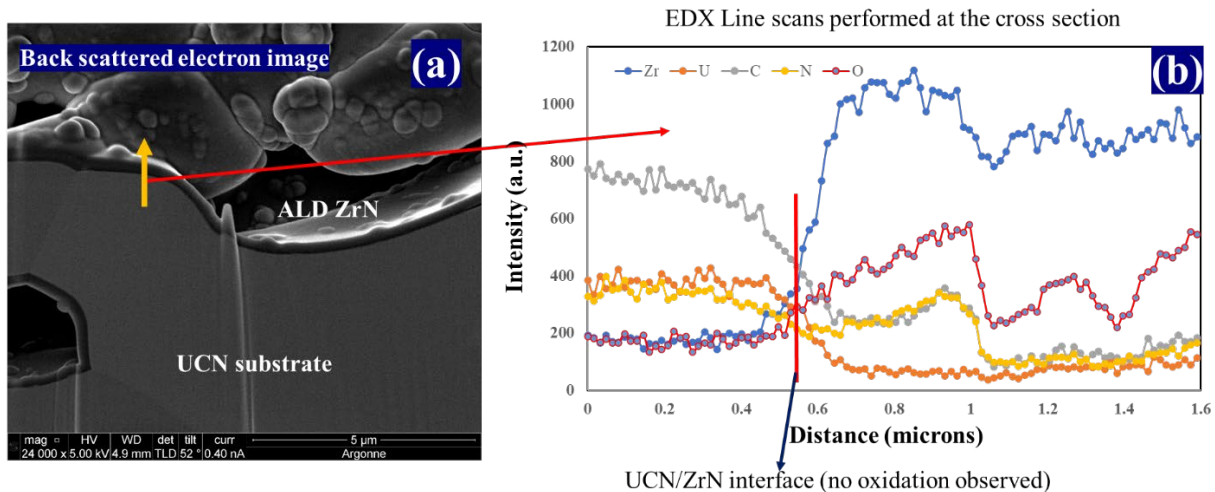 Back scattered electron image
(a)
ALD ZrN
UCN substrate
mag □ HV WD det tilt curr
24 000 x 5.00 kV 4.9 mm TLD 52 ° 0.40 nA
5 µm
Argonne
EDX Line scans performed at the cross section
(b)
Zr U C N O
Intensity (a.u.)
1200
1000
800
600
400
200
0
0 0.2 0.4 0.6 0.8 1 1.2 1.4 1.6
Distance (microns)
UCN/ZrN interface (no oxidation observed)